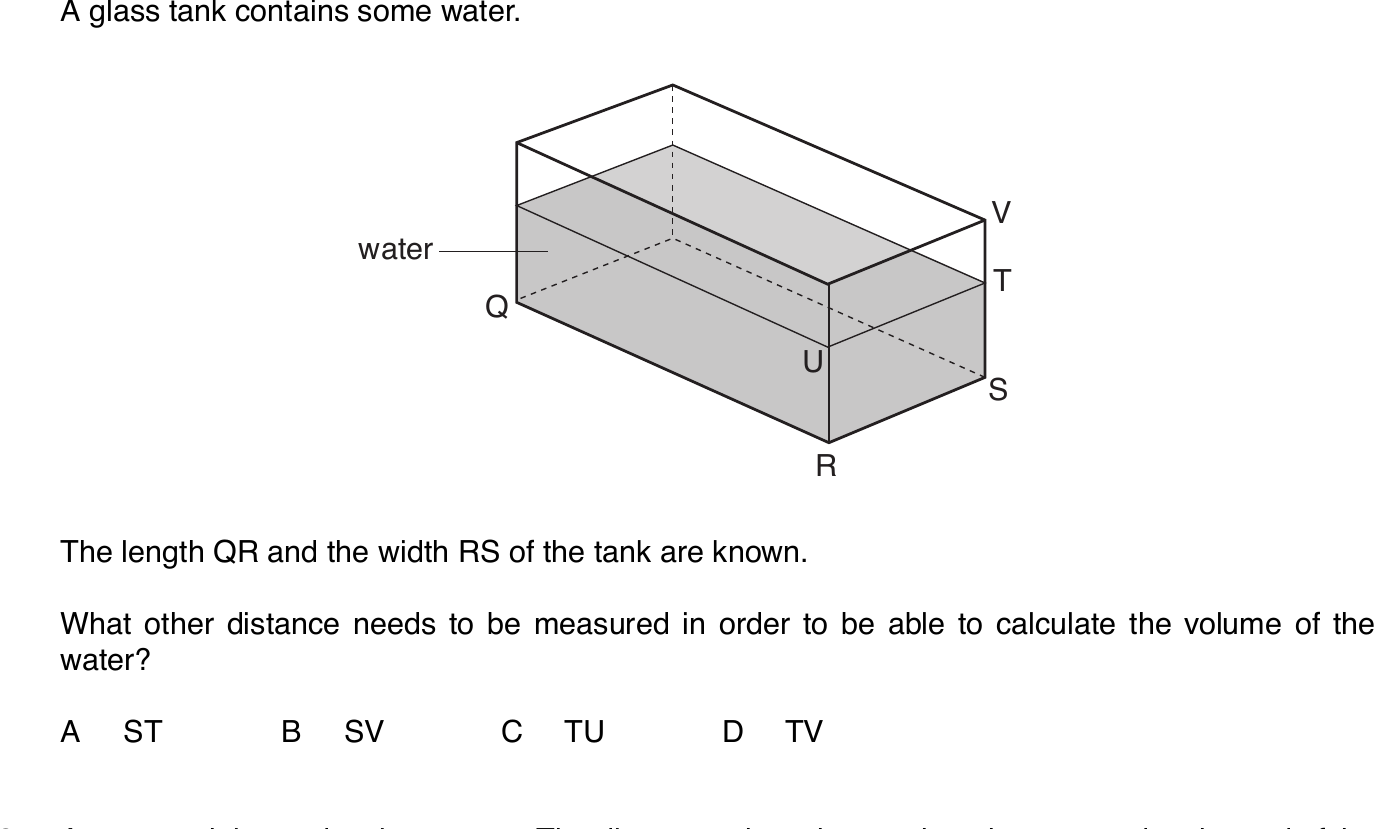 A glass tank contains some water.
V
water
T
Q
U
S
R
The length QR and the width RS of the tank are known.
What other distance needs to be measured in order to be able to calculate the volume of the
water?
A ST B SV C TU D TV